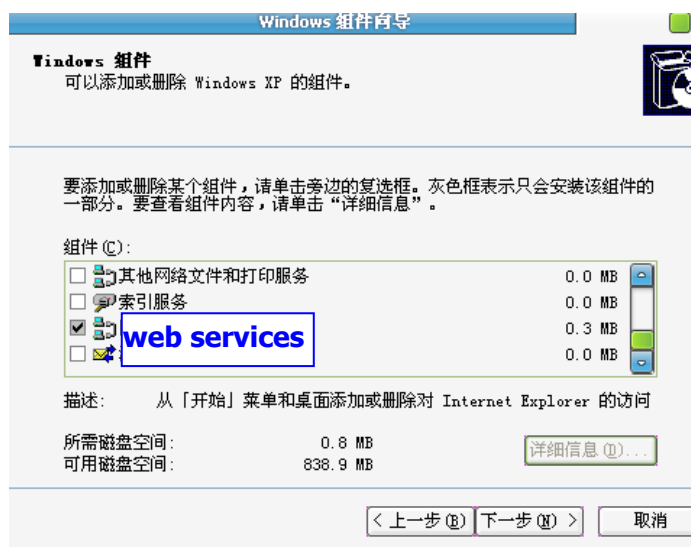 Windows 组件向导
Windows 组件
可以添加或删除 Windows XP 的组件。
要添加或删除某个组件，请单击旁边的复选框。灰色框表示只会安装该组件的
一部分。要查看组件内容，请单击“详细信息”。
组件(C):
其他网络文件和打印服务 0.0 MB
索引服务 0.0 MB
web services 0.3 MB
0.0 MB
描述: 从「开始」菜单和桌面添加或删除对 Internet Explorer 的访问
所需磁盘空间: 0.8 MB
详细信息(D)...
可用磁盘空间: 838.9 MB
< 上一步(B) 下一步(N) > 取消